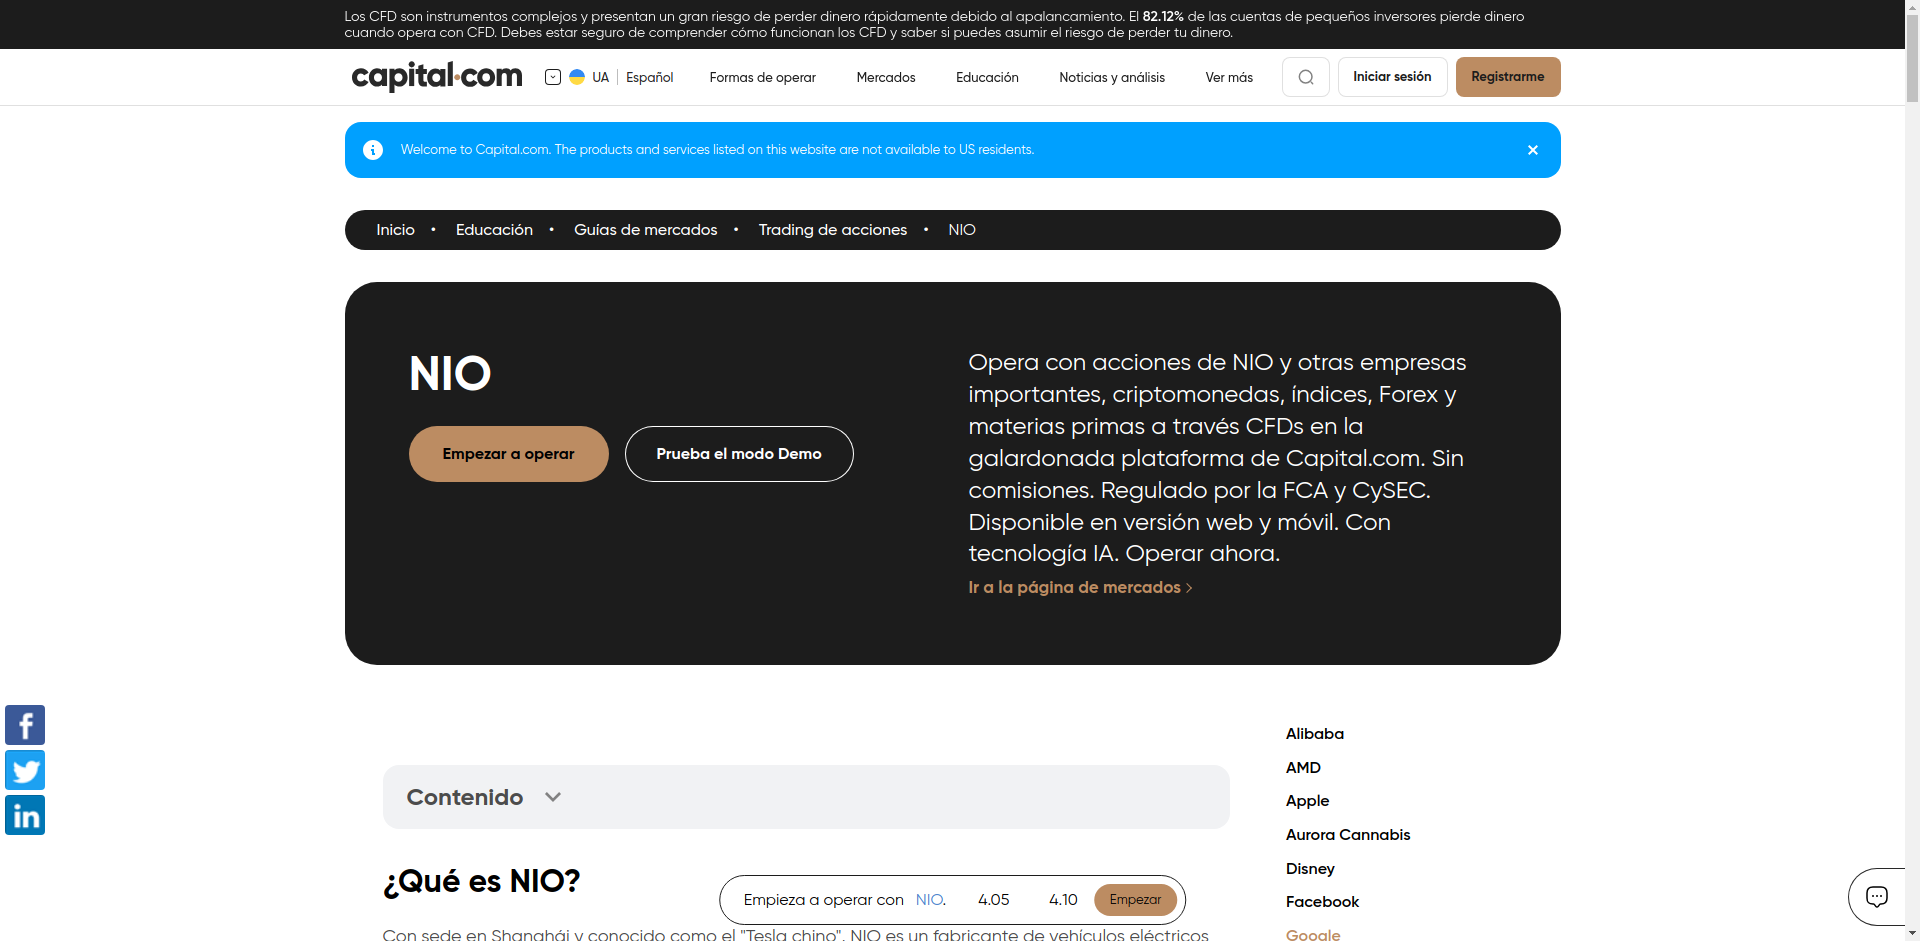 Los CFD son instrumentos complejos y presentan un gran riesgo de perder dinero rápidamente debido al apalancamiento. El 82.12% de las cuentas de pequeños inversores pierde dinero
cuando opera con CFD. Debes estar seguro de comprender cómo funcionan los CFD y saber si puedes asumir el riesgo de perder tu dinero.
capital.com UA Español Formas de operar Mercados Educación Noticias y análisis Ver más Iniciar sesión Registrarme
Welcome to Capital.com. The products and services listed on this website are not available to US residents.
Inicio • Educación • Guías de mercados • Trading de acciones • NIO
NIO
Empezar a operar Prueba el modo Demo
Opera con acciones de NIO y otras empresas
importantes, criptomonedas, índices, Forex y
materias primas a través CFDs en la
galardonada plataforma de Capital.com. Sin
comisiones. Regulado por la FCA y CySEC.
Disponible en versión web y móvil. Con
tecnología IA. Operar ahora.
Ir a la página de mercados
Contenido
¿Qué es NIO?
Con sede en Shanghái y conocido como el "Tesla chino", NIO es un fabricante de vehículos eléctricos
Empieza a operar con NIO. 4.05 4.10 Empezar
Alibaba
AMD
Apple
Aurora Cannabis
Disney
Facebook
Google